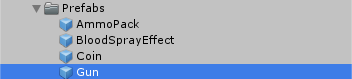 Prefabs
AmmoPack
BloodSprayEffect
Coin
Gun